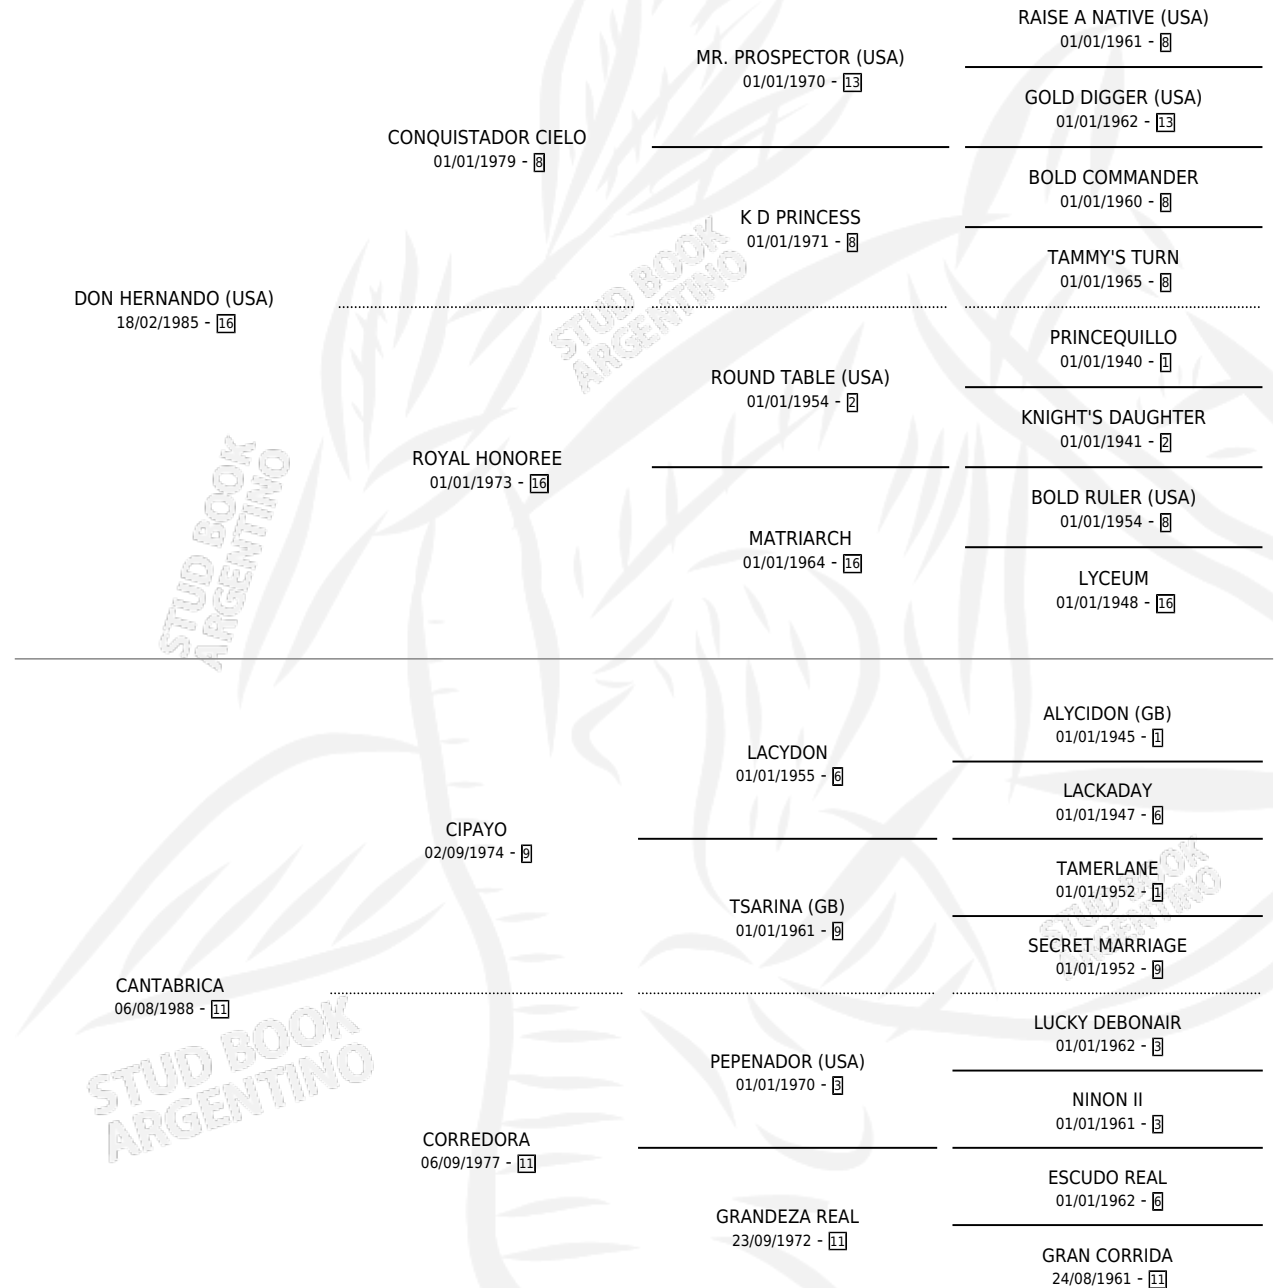 RAISE A NATIVE (USA)
01/01/1961 - 8
MR. PROSPECTOR (USA)
01/01/1970 - 13
GOLD DIGGER (USA)
01/01/1962 - 13
CONQUISTADOR CIELO
01/01/1979 - 8
BOLD COMMANDER
01/01/1960 - 8
K D PRINCESS
01/01/1971 - 8
TAMMY'S TURN
01/01/1965 - 8
DON HERNANDO (USA)
18/02/1985 - 16
PRINCEQUILLO
01/01/1940 - 1
ROUND TABLE (USA)
01/01/1954 - 2
KNIGHT'S DAUGHTER
01/01/1941 - 2
ROYAL HONOREE
01/01/1973 - 16
BOLD RULER (USA)
01/01/1954 - 8
MATRIARCH
01/01/1964 - 16
LYCEUM
01/01/1948 - 16
ALYCIDON (GB)
01/01/1945 - 1
LACYDON
01/01/1955 - 6
LACKADAY
01/01/1947 - 6
CIPAYO
02/09/1974 - 9
TAMERLANE
01/01/1952 - 1
TSARINA (GB)
01/01/1961 - 9
SECRET MARRIAGE
01/01/1952 - 9
CANTABRICA
06/08/1988 - 11
LUCKY DEBONAIR
01/01/1962 - 3
PEPENADOR (USA)
01/01/1970 - 3
NINON II
01/01/1961 - 3
CORREDORA
06/09/1977 - 11
ESCUDO REAL
01/01/1962 - 6
GRANDEZA REAL
23/09/1972 - 11
GRAN CORRIDA
24/08/1961 - 11
STUD BOOK
ARGENTINO
STUD BOOK
ARGENTINO
STUD BOOK
ARGENTINO
STUD BOOK
ARGENTINO